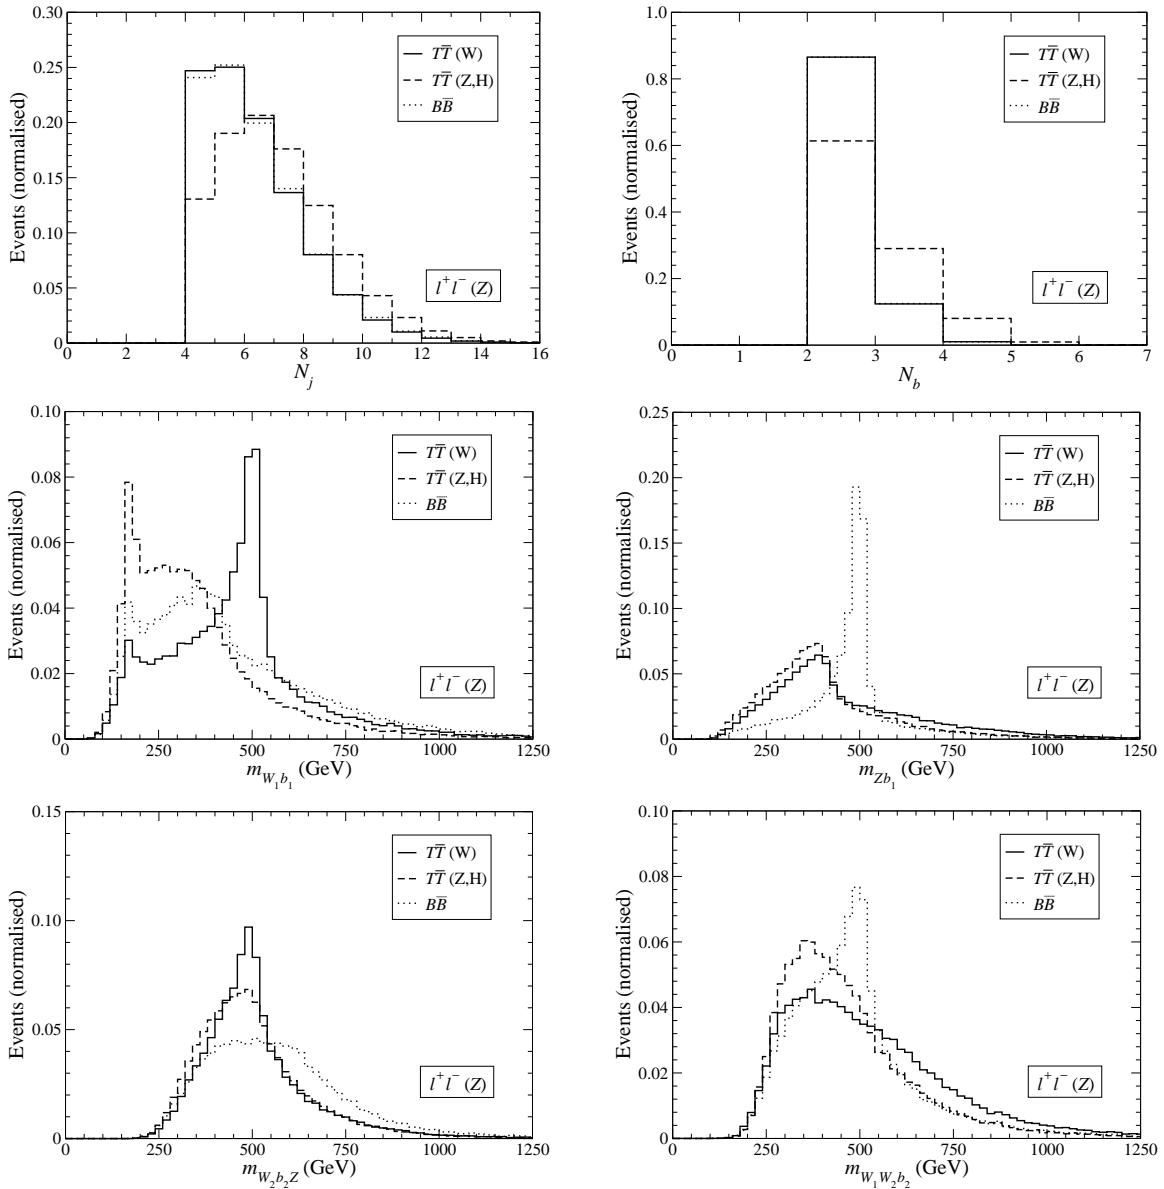 0.30
0.25
0.20
0.15
0.10
0.05
0
Events (normalised)
TT̅ (W)
TT̅ (Z,H)
BB̅
l⁺l⁻ (Z)
0 2 4 6 8 10 12 14 16
N_j
1.0
0.8
0.6
0.4
0.2
0
Events (normalised)
TT̅ (W)
TT̅ (Z,H)
BB̅
l⁺l⁻ (Z)
0 1 2 3 4 5 6 7
N_b
0.10
0.08
0.06
0.04
0.02
0
Events (normalised)
TT̅ (W)
TT̅ (Z,H)
BB̅
l⁺l⁻ (Z)
0 250 500 750 1000 1250
m_{W₁b₁} (GeV)
0.25
0.20
0.15
0.10
0.05
0
Events (normalised)
TT̅ (W)
TT̅ (Z,H)
BB̅
l⁺l⁻ (Z)
0 250 500 750 1000 1250
m_{Zb₁} (GeV)
0.15
0.10
0.05
0
Events (normalised)
TT̅ (W)
TT̅ (Z,H)
BB̅
l⁺l⁻ (Z)
0 250 500 750 1000 1250
m_{W₂b₂Z} (GeV)
0.10
0.08
0.06
0.04
0.02
0
Events (normalised)
TT̅ (W)
TT̅ (Z,H)
BB̅
l⁺l⁻ (Z)
0 250 500 750 1000 1250
m_{W₁W₂b₂} (GeV)